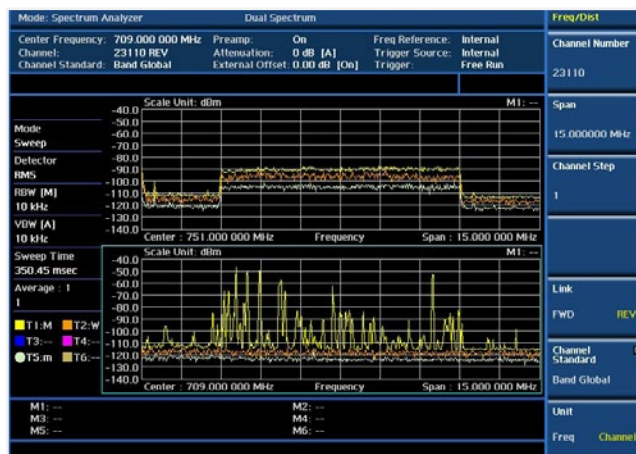 Mode: Spectrum Analyzer Dual Spectrum Freq/Dist
Center Frequency: 709.000 000 MHz Preamp: On Freq Reference: Internal
Channel: 23110 REV Attenuation: 0 dB [A] Trigger Source: Internal
Channel Standard: Band Global External Offset: 0.00 dB [On] Trigger: Free Run
Channel Number
23110
Span
15.000000 MHz
Channel Step
1
Link
FWD REV
Channel
Standard
Band Global
Unit
Freq Channel
Mode
Sweep
Detector
RMS
RBW [M]
10 kHz
VBW [A]
10 kHz
Sweep Time
350.45 msec
Average : 1
1
T1:M T2:W
T3:-- T4:--
T5:m T6:--
Scale Unit: dBm M1: --
-40.0
-50.0
-60.0
-70.0
-80.0
-90.0
-100.0
-110.0
-120.0
-130.0
-140.0
Center : 751.000 000 MHz Frequency Span : 15.000 000 MHz
Scale Unit: dBm M1: --
-40.0
-50.0
-60.0
-70.0
-80.0
-90.0
-100.0
-110.0
-120.0
-130.0
-140.0
Center : 709.000 000 MHz Frequency Span : 15.000 000 MHz
M1: -- M2: --
M3: -- M4: --
M5: -- M6: --